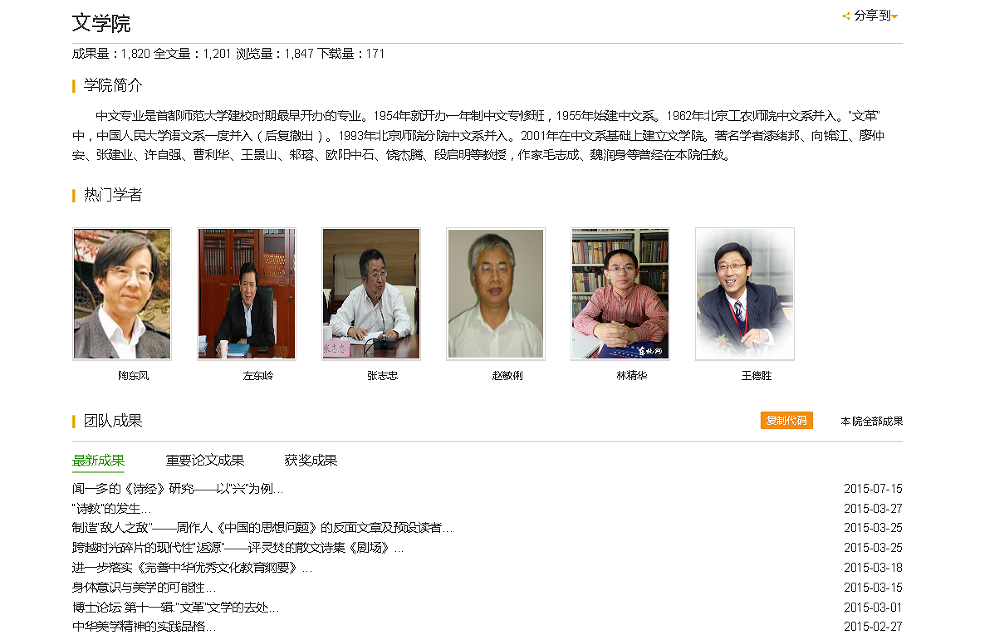 文学院
分享到
成果量：1,820 全文量：1,201 浏览量：1,847 下载量：171
学院简介
中文专业是首都师范大学建校时期最早开办的专业。1954年就开办一年制中文专修班，1955年始建中文系。1962年北京工农师院中文系并入。“文革”
中，中国人民大学语文系一度并入（后复撤出）。1993年北京师院分院中文系并入。2001年在中文系基础上建立文学院。著名学者漆绪邦、向锦江、廖仲
安、张建业、许自强、曹利华、王景山、邾瑢、欧阳中石、饶杰腾、段启明等教授，作家毛志成、魏润身等曾经在本院任教。
热门学者
陶东风 左东岭 张志忠 赵敏俐 林精华 王德胜
团队成果
复制代码
本院全部成果
最新成果 重要论文成果 获奖成果
闻一多的《诗经》研究——以“兴”为例... 2015-07-15
“诗教”的发生... 2015-03-27
制造“敌人之敌”——周作人《中国的思想问题》的反面文章及预设读者... 2015-03-25
跨越时光碎片的现代性“返源”——评灵焚的散文诗集《剧场》... 2015-03-25
进一步落实《完善中华优秀文化教育纲要》... 2015-03-18
身体意识与美学的可能性... 2015-03-15
博士论坛 第十一辑:“文革”文学的去处... 2015-03-01
中华美学精神的实践品格... 2015-02-27